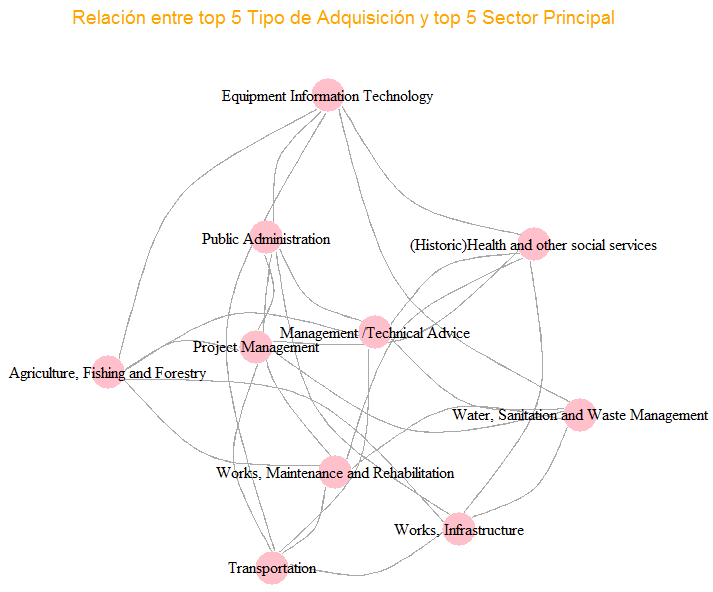 Relación entre top 5 Tipo de Adquisición y top 5 Sector Principal
Equipment Information Technology
Public Administration
(Historic)Health and other social services
Management /Technical Advice
Project Management
Agriculture, Fishing and Forestry
Water, Sanitation and Waste Management
Works, Maintenance and Rehabilitation
Works, Infrastructure
Transportation